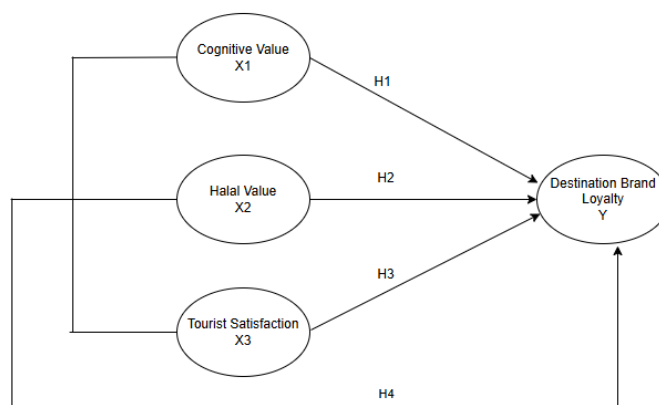 Cognitive Value
X1
H1
Halal Value
X2
H2
Destination Brand
Loyalty
Y
H3
Tourist Satisfaction
X3
H4